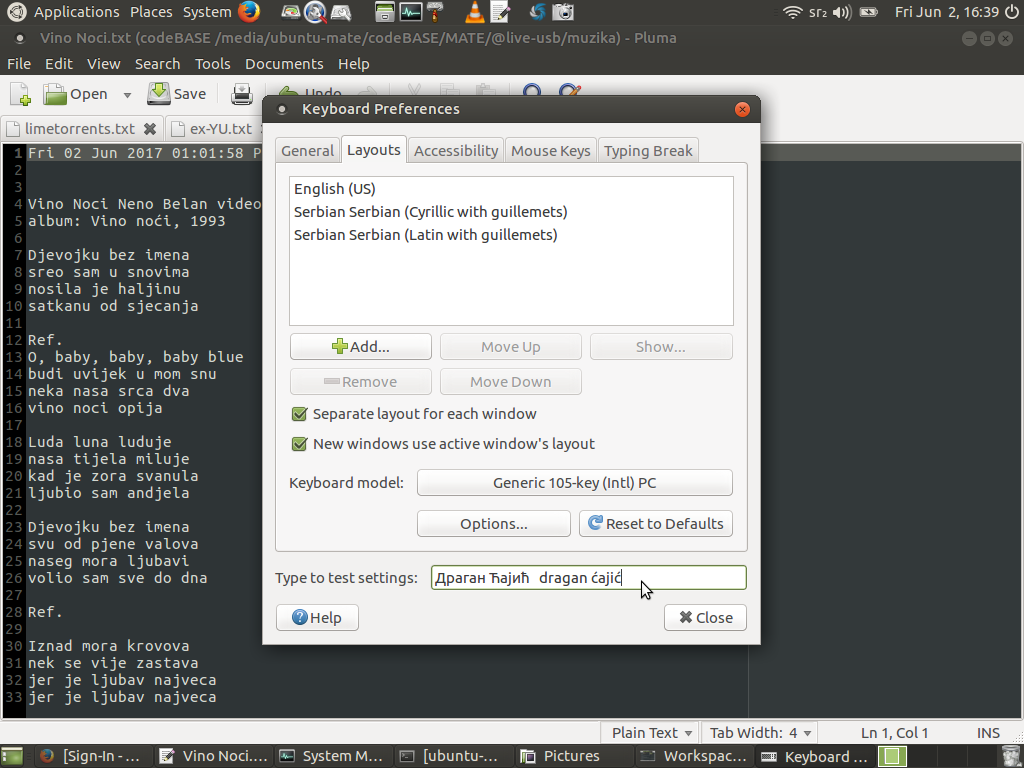 Applications Places System sr₂ Fri Jun 2, 16:39
Vino Noci.txt (codeBASE /media/ubuntu-mate/codeBASE/MATE/@live-usb/muzika) - Pluma
File Edit View Search Tools Documents Help
Open Save Undo
limetorrents.txt ex-YU.txt
Keyboard Preferences
General Layouts Accessibility Mouse Keys Typing Break
English (US)
Serbian Serbian (Cyrillic with guillemets)
Serbian Serbian (Latin with guillemets)
Add... Move Up Show...
Remove Move Down
Separate layout for each window
New windows use active window's layout
Keyboard model: Generic 105-key (Intl) PC
Options... Reset to Defaults
Type to test settings: Драган Ћајић dragan ćajić
Help Close
1 Fri 02 Jun 2017 01:01:58 P
2
3
4 Vino Noci Neno Belan video
5 album: Vino noći, 1993
6
7 Djevojku bez imena
8 sreo sam u snovima
9 nosila je haljinu
10 satkanu od sjecanja
11
12 Ref.
13 O, baby, baby, baby blue
14 budi uvijek u mom snu
15 neka nasa srca dva
16 vino noci opija
17
18 Luda luna luduje
19 nasa tijela miluje
20 kad je zora svanula
21 ljubio sam andjela
22
23 Djevojku bez imena
24 svu od pjene valova
25 naseg mora ljubavi
26 volio sam sve do dna
27
28 Ref.
29
30 Iznad mora krovova
31 nek se vije zastava
32 jer je ljubav najveca
33 jer je ljubav najveca
Plain Text Tab Width: 4 Ln 1, Col 1 INS
[Sign-In -... Vino Noci.... System M... [ubuntu-... Pictures Workspac... Keyboard ...